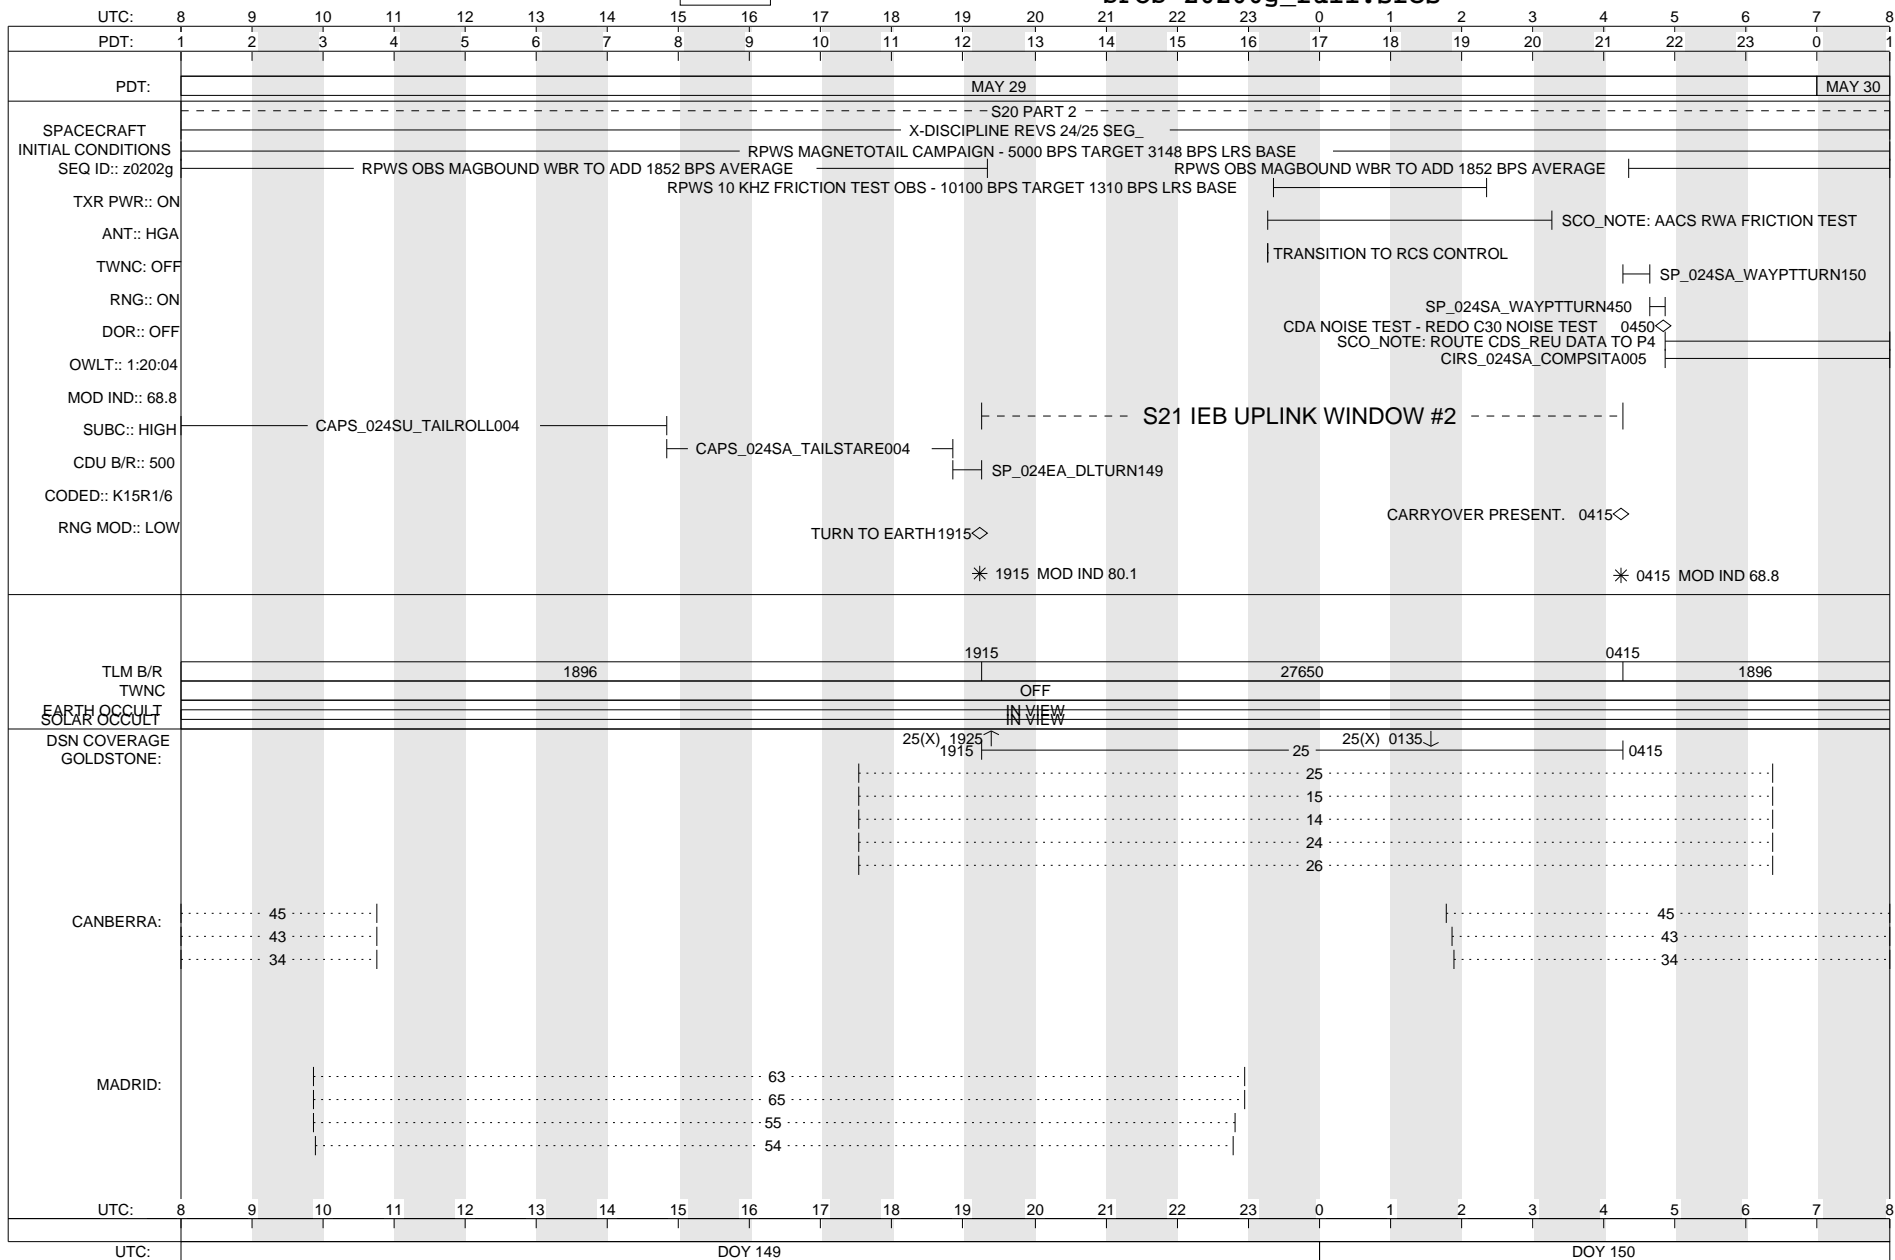 UTC: 8 9 10 11 12 13 14 15 16 17 18 19 20 21 22 23 0 1 2 3 4 5 6 7 8
PDT: 1 2 3 4 5 6 7 8 9 10 11 12 13 14 15 16 17 18 19 20 21 22 23 0 1
PDT: MAY 29 MAY 30
S20 PART 2
SPACECRAFT X-DISCIPLINE REVS 24/25 SEG_
INITIAL CONDITIONS RPWS MAGNETOTAIL CAMPAIGN - 5000 BPS TARGET 3148 BPS LRS BASE
SEQ ID:: z0202g RPWS OBS MAGBOUND WBR TO ADD 1852 BPS AVERAGE RPWS OBS MAGBOUND WBR TO ADD 1852 BPS AVERAGE
RPWS 10 KHZ FRICTION TEST OBS - 10100 BPS TARGET 1310 BPS LRS BASE
TXR PWR:: ON
SCO_NOTE: AACS RWA FRICTION TEST
ANT:: HGA
TRANSITION TO RCS CONTROL
TWNC: OFF
SP_024SA_WAYPTTURN150
RNG:: ON
SP_024SA_WAYPTTURN450
CDA NOISE TEST - REDO C30 NOISE TEST 0450
DOR:: OFF
SCO_NOTE: ROUTE CDS_REU DATA TO P4
CIRS_024SA_COMPSITA005
OWLT:: 1:20:04
MOD IND:: 68.8
S21 IEB UPLINK WINDOW #2
SUBC:: HIGH CAPS_024SU_TAILROLL004
CAPS_024SA_TAILSTARE004
CDU B/R:: 500
SP_024EA_DLTURN149
CODED:: K15R1/6
CARRYOVER PRESENT. 0415
RNG MOD:: LOW
TURN TO EARTH 1915
1915 MOD IND 80.1 0415 MOD IND 68.8
1915 0415
TLM B/R 1896 27650 1896
TWNC OFF
EARTH OCCULT IN VIEW
SOLAR OCCULT IN VIEW
DSN COVERAGE 25(X) 1925 25(X) 0135
1915 25 0415
GOLDSTONE:
25
15
14
24
26
45 45
CANBERRA:
43 43
34 34
63
MADRID:
65
55
54
UTC: 8 9 10 11 12 13 14 15 16 17 18 19 20 21 22 23 0 1 2 3 4 5 6 7 8
UTC: DOY 149 DOY 150